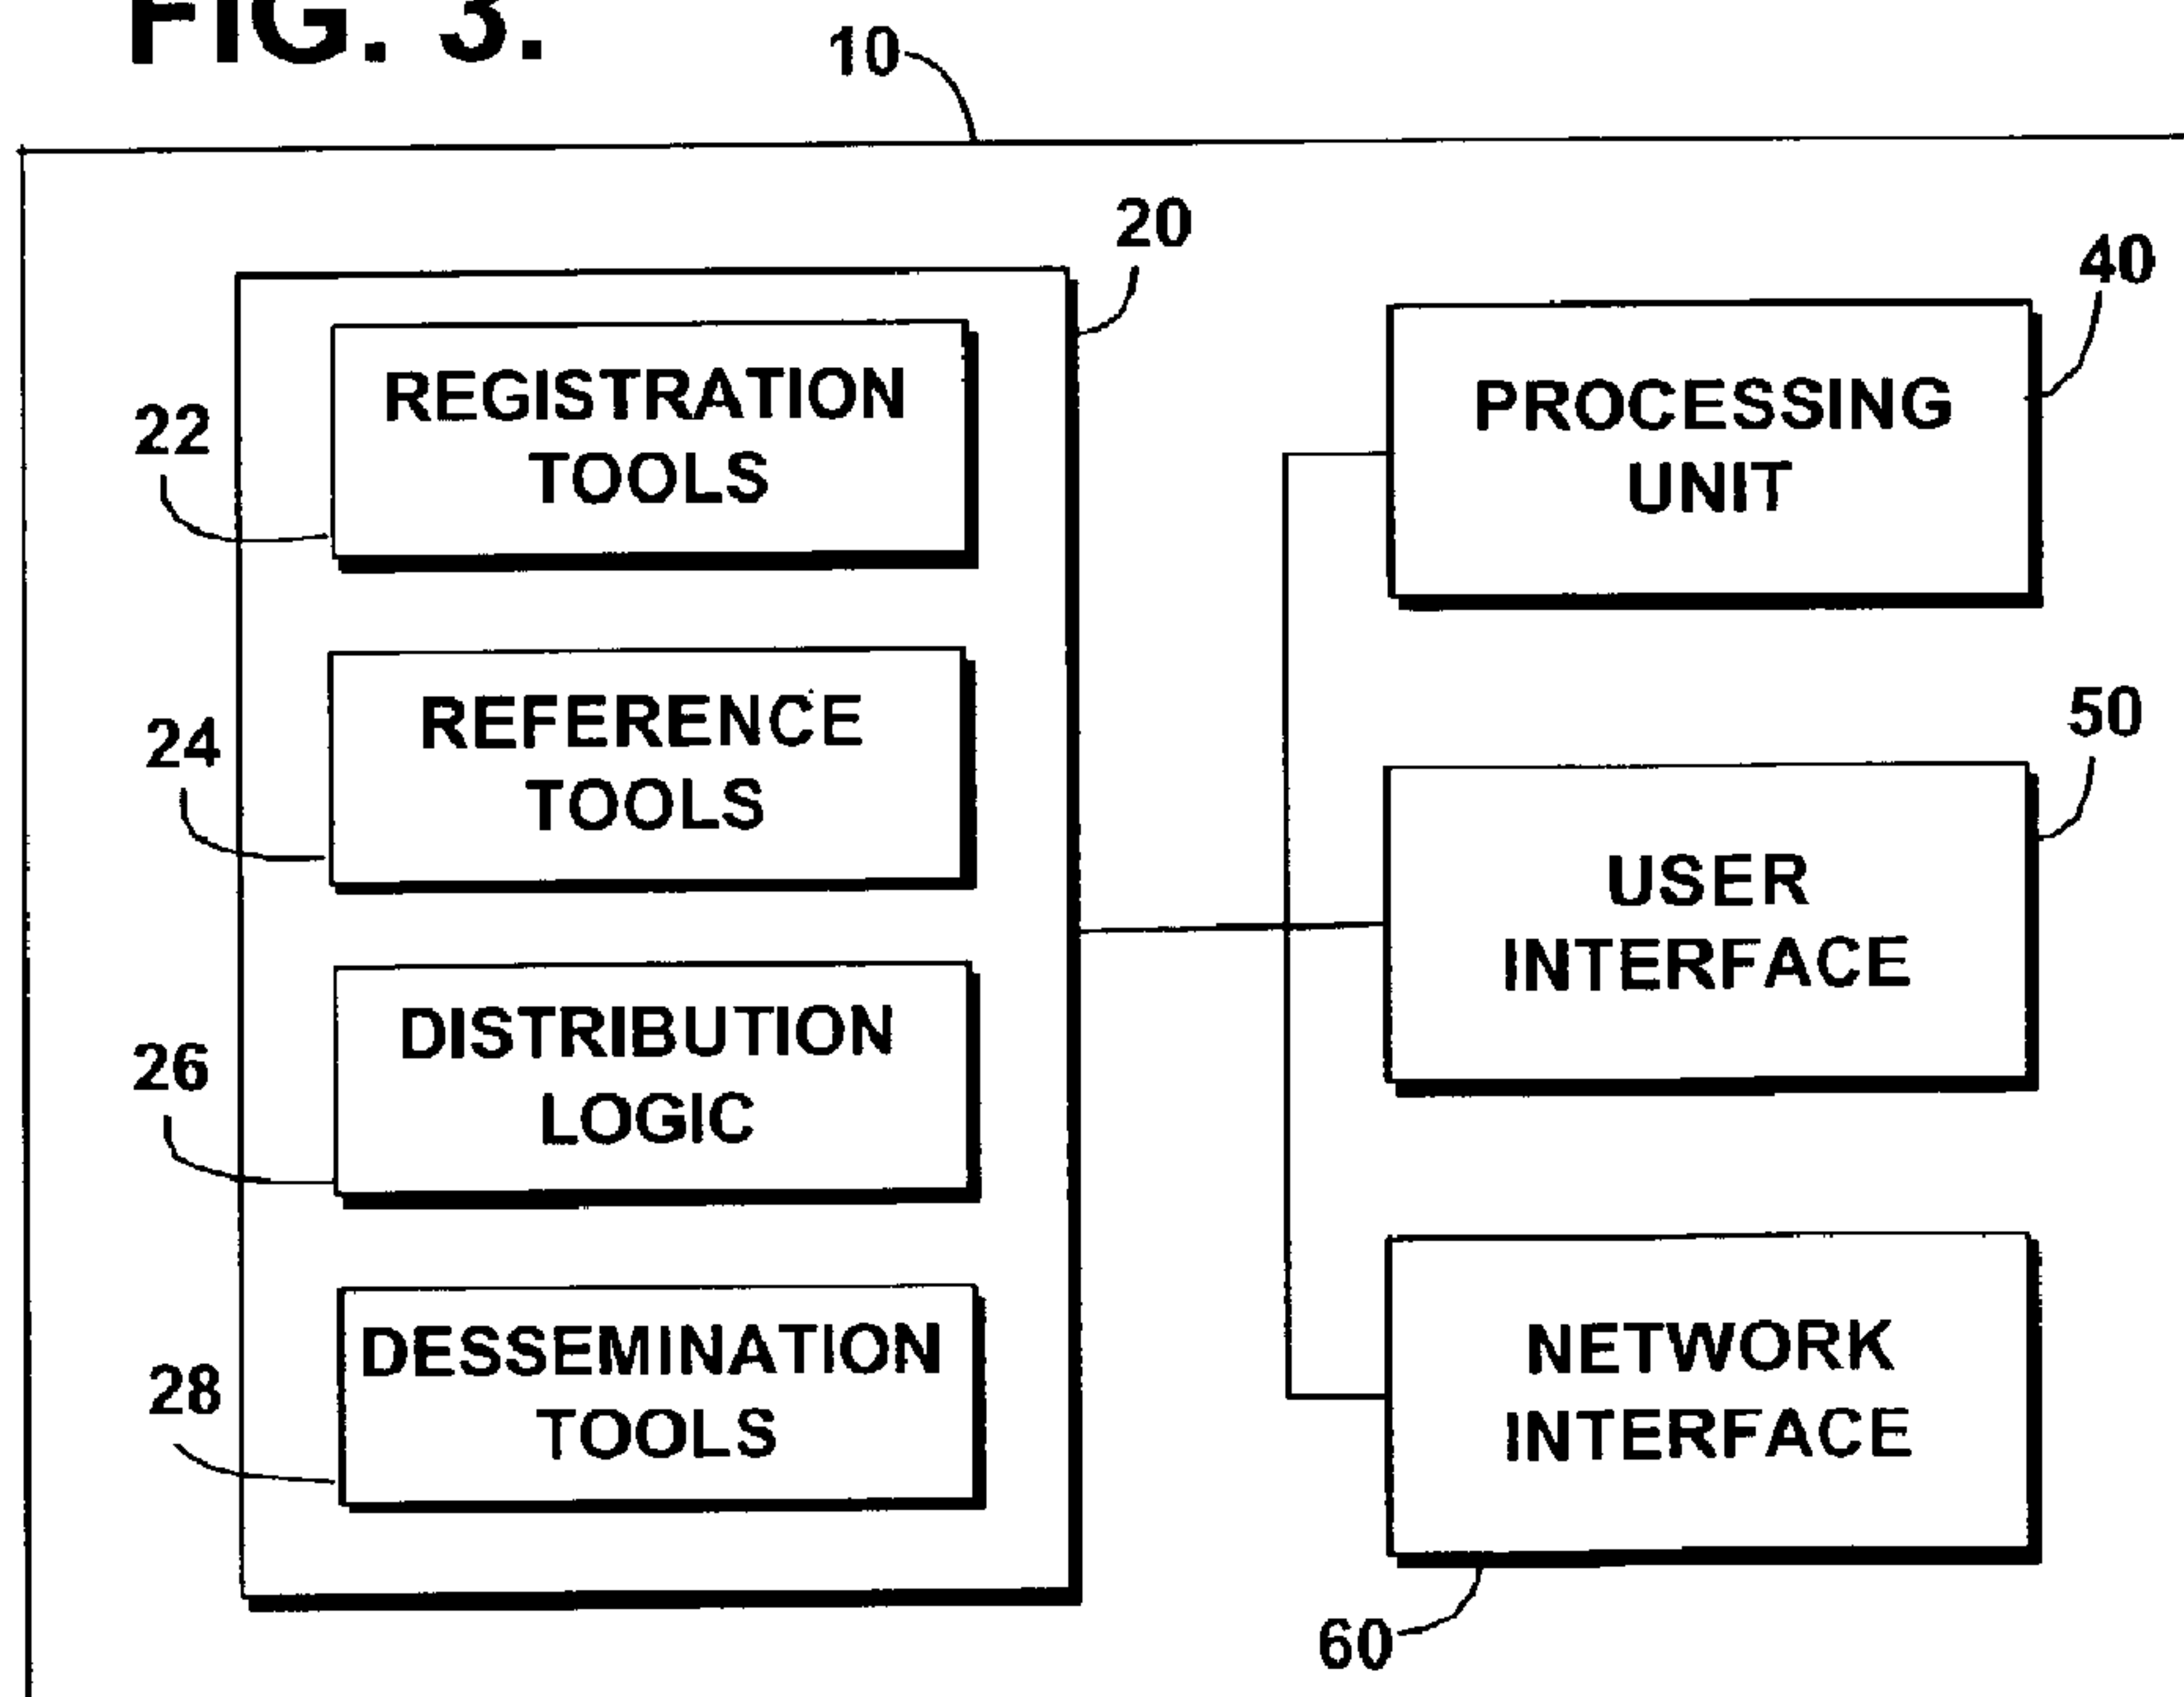 FIG. 3.
10
20
40
22
REGISTRATION
TOOLS
PROCESSING
UNIT
24
REFERENCE
TOOLS
50
USER
INTERFACE
26
DISTRIBUTION
LOGIC
28
DESSEMINATION
TOOLS
NETWORK
INTERFACE
60